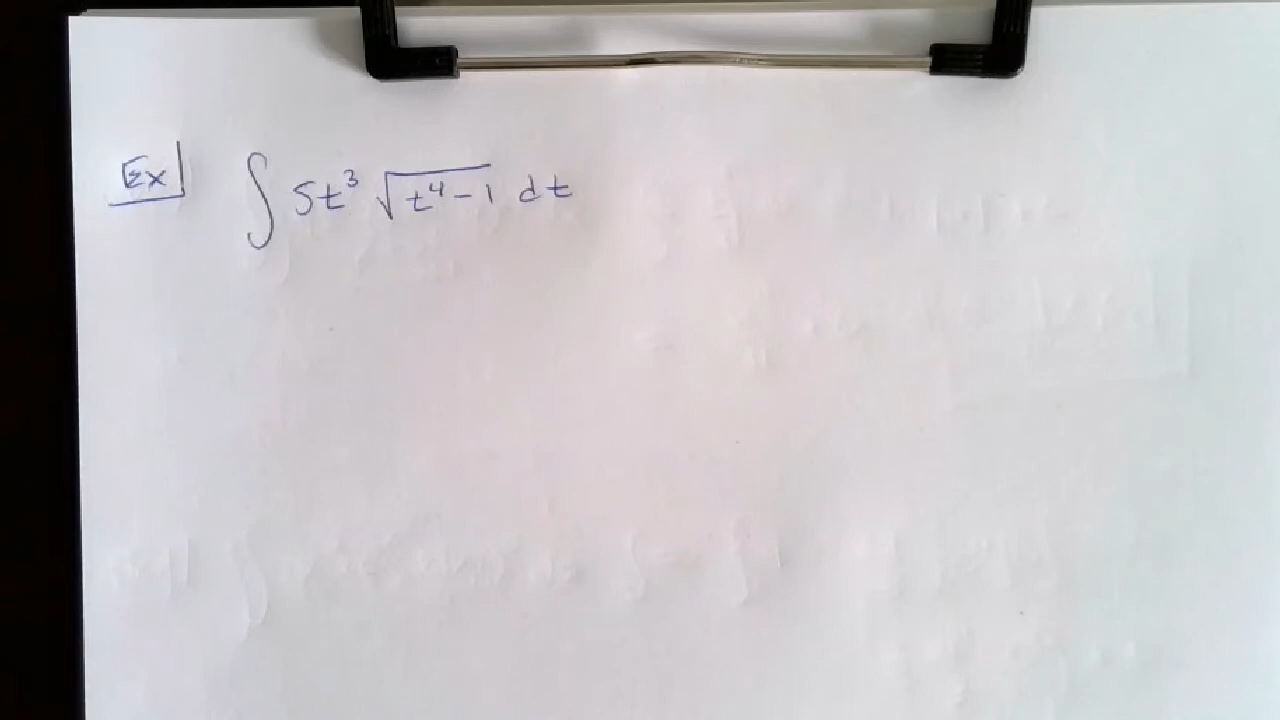 Ex ∫ 5t³ √(t⁴-1) dt